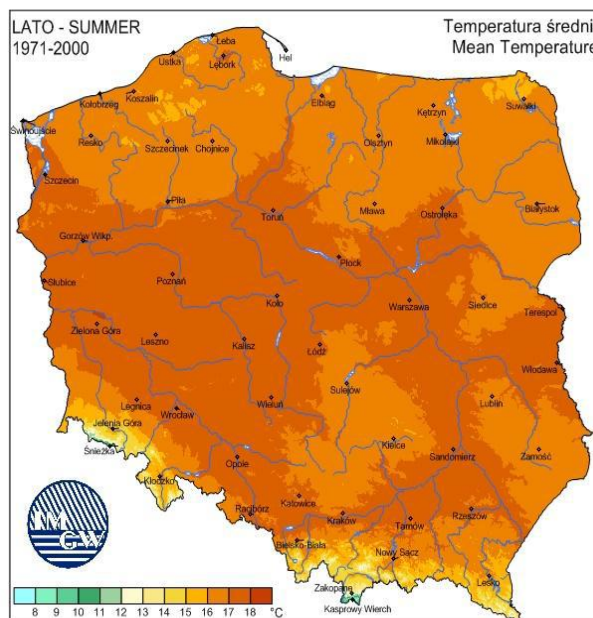 LATO - SUMMER
1971-2000
Temperatura średni
Mean Temperature
Łeba
Hel
Ustka
Lębork
Koszalin
Kołobrzeg
Elbląg
Kętrzyn
Suwałki
Świnoujście
Resko
Szczecinek
Chojnice
Olsztyn
Mikołajki
Szczecin
Piła
Toruń
Mława
Ostrołęka
Białystok
Gorzów Wlkp.
Płock
Słubice
Poznań
Koło
Warszawa
Siedlce
Terespol
Zielona Góra
Leszno
Kalisz
Łódź
Włodawa
Sulejów
Legnica
Wrocław
Wieluń
Lublin
Jelenia Góra
Śnieżka
Kielce
Sandomierz
Zamość
Opole
Kłodzko
Racibórz
Katowice
Kraków
Tarnów
Rzeszów
Bielsko-Biała
Nowy Sącz
Lesko
Zakopane
Kasprowy Wierch
IM
GW
8 9 10 11 12 13 14 15 16 17 18 °C